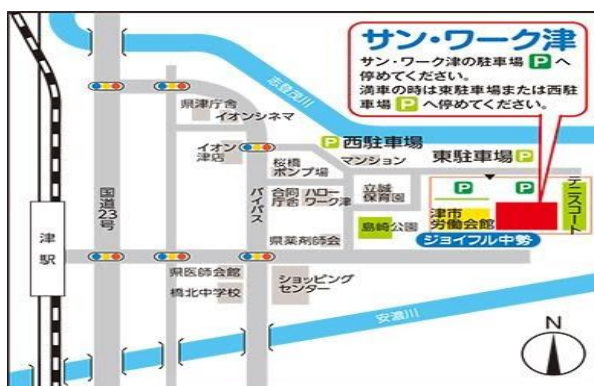 サン・ワーク津
サン・ワーク津の駐車場 P へ
停めてください。
満車の時は東駐車場または西駐
車場 P へ停めてください。
志登茂川
県津庁舎
イオンシネマ
イオン
津店
桜橋
ポンプ場
P 西駐車場
マンション
東駐車場 P
国道23号
バイパス
合同
庁舎
ハロー
ワーク津
立誠
保育園
島崎公園
P
P
津市
労働会館
テニスコート
ジョイフル中勢
県薬剤師会
津駅
県医師会館
橋北中学校
ショッピング
センター
安濃川
N